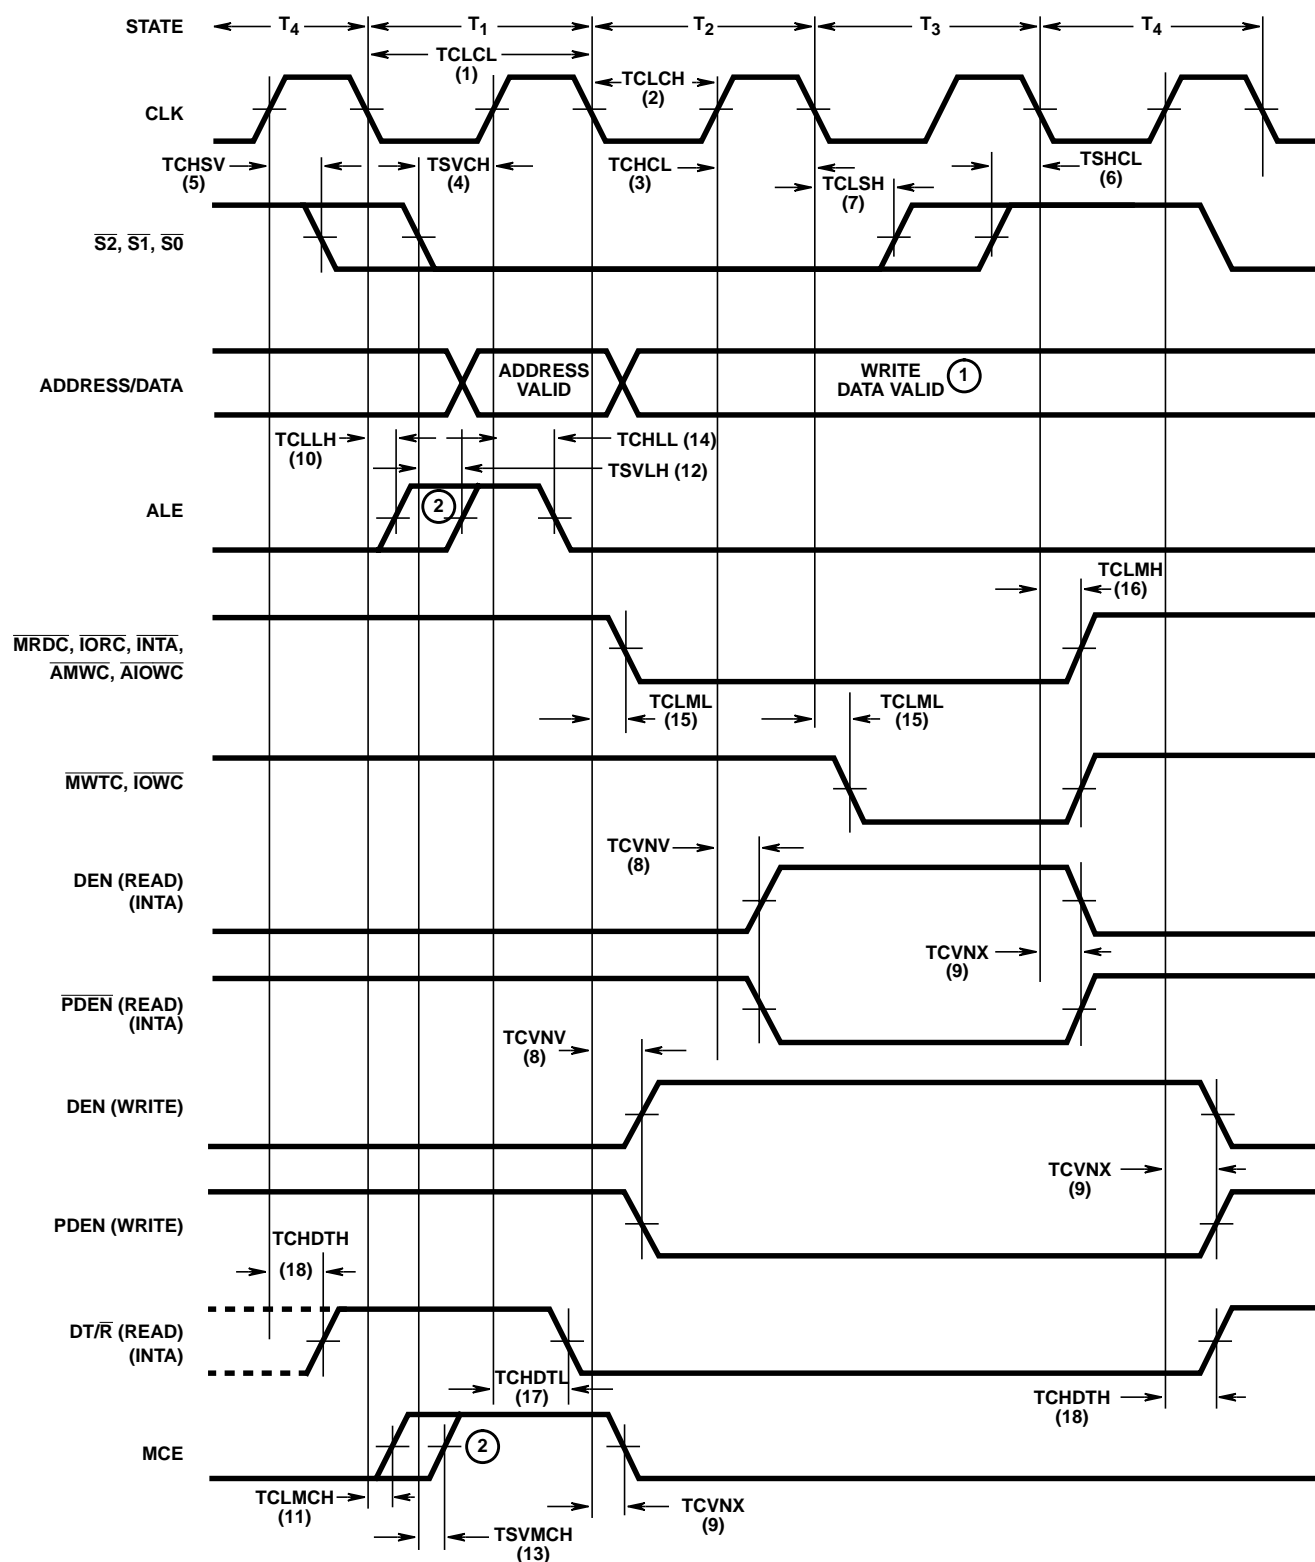 STATE T4 T1 T2 T3 T4
TCLCL
(1)
TCLCH
(2)
CLK
TCHSV
(5)
TSVCH
(4)
TCHCL
(3)
TCLSH
(7)
TSHCL
(6)
S2, S1, S0
ADDRESS/DATA
ADDRESS
VALID
WRITE
DATA VALID 1
TCLLH
(10)
TCHLL (14)
TSVLH (12)
ALE
2
TCLMH
(16)
MRDC, IORC, INTA,
AMWC, AIOWC
TCLML
(15)
TCLML
(15)
MWTC, IOWC
TCVNV
(8)
DEN (READ)
(INTA)
TCVNX
(9)
PDEN (READ)
(INTA)
TCVNV
(8)
DEN (WRITE)
TCVNX
(9)
PDEN (WRITE)
TCHDTH
(18)
DT/R (READ)
(INTA)
TCHDTL
(17)
TCHDTH
(18)
MCE
2
TCLMCH
(11)
TCVNX
(9)
TSVMCH
(13)